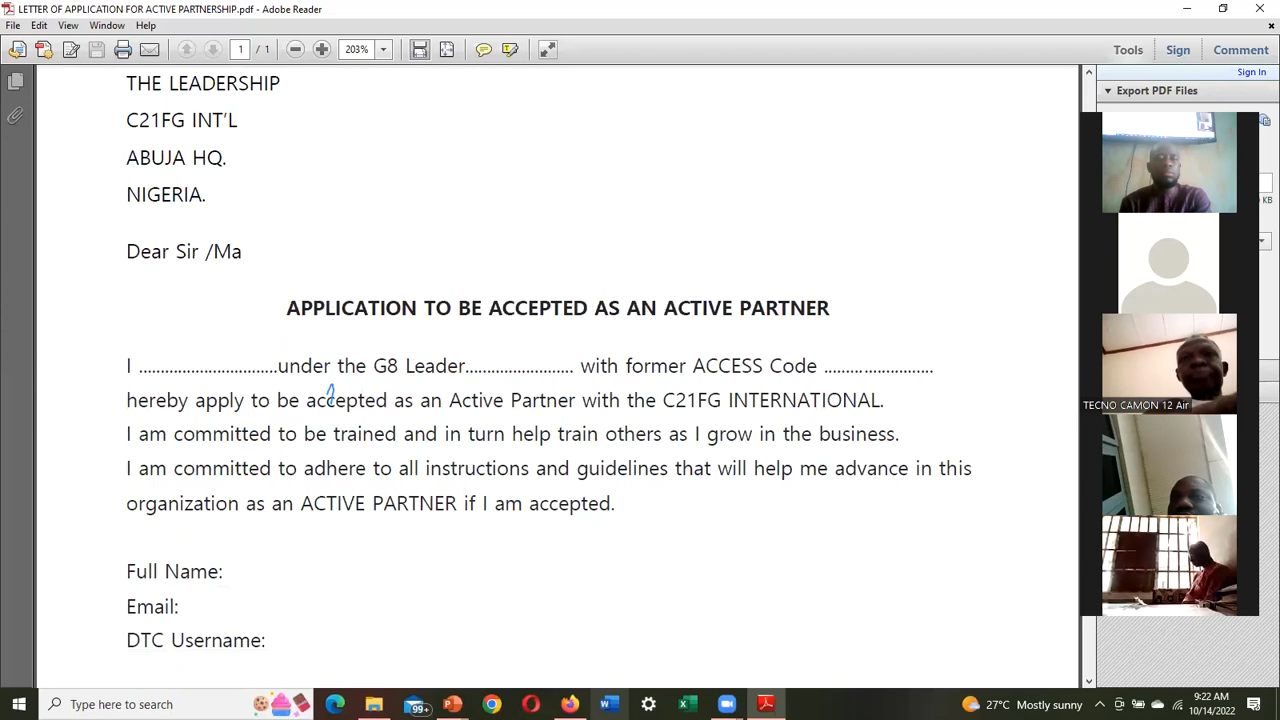 LETTER OF APPLICATION FOR ACTIVE PARTNERSHIP.pdf - Adobe Reader
File Edit View Window Help
1 / 1 203% Tools Sign Comment
Sign In
Export PDF Files
THE LEADERSHIP
C21FG INT'L
ABUJA HQ.
NIGERIA.
Dear Sir /Ma
APPLICATION TO BE ACCEPTED AS AN ACTIVE PARTNER
I ................................under the G8 Leader......................... with former ACCESS Code .........................
hereby apply to be accepted as an Active Partner with the C21FG INTERNATIONAL.
I am committed to be trained and in turn help train others as I grow in the business.
I am committed to adhere to all instructions and guidelines that will help me advance in this
organization as an ACTIVE PARTNER if I am accepted.
Full Name:
Email:
DTC Username:
KB
TECNO CAMON 12 Air
Type here to search
99+
27°C Mostly sunny
9:22 AM
10/14/2022